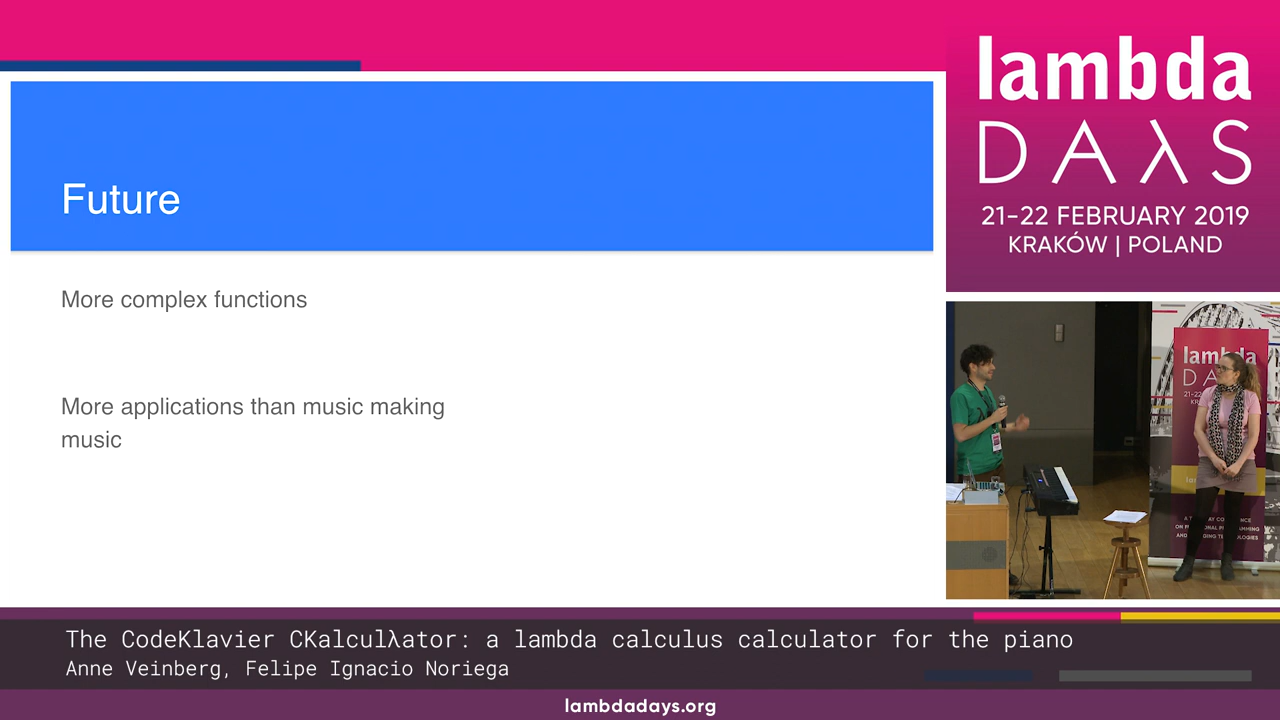 lambda
DAλS
21-22 FEBRUARY 2019
KRAKÓW | POLAND
Future
More complex functions
More applications than music making
music
lambda
The CodeKlavier CKalculλator: a lambda calculus calculator for the piano
Anne Veinberg, Felipe Ignacio Noriega
lambdadays.org